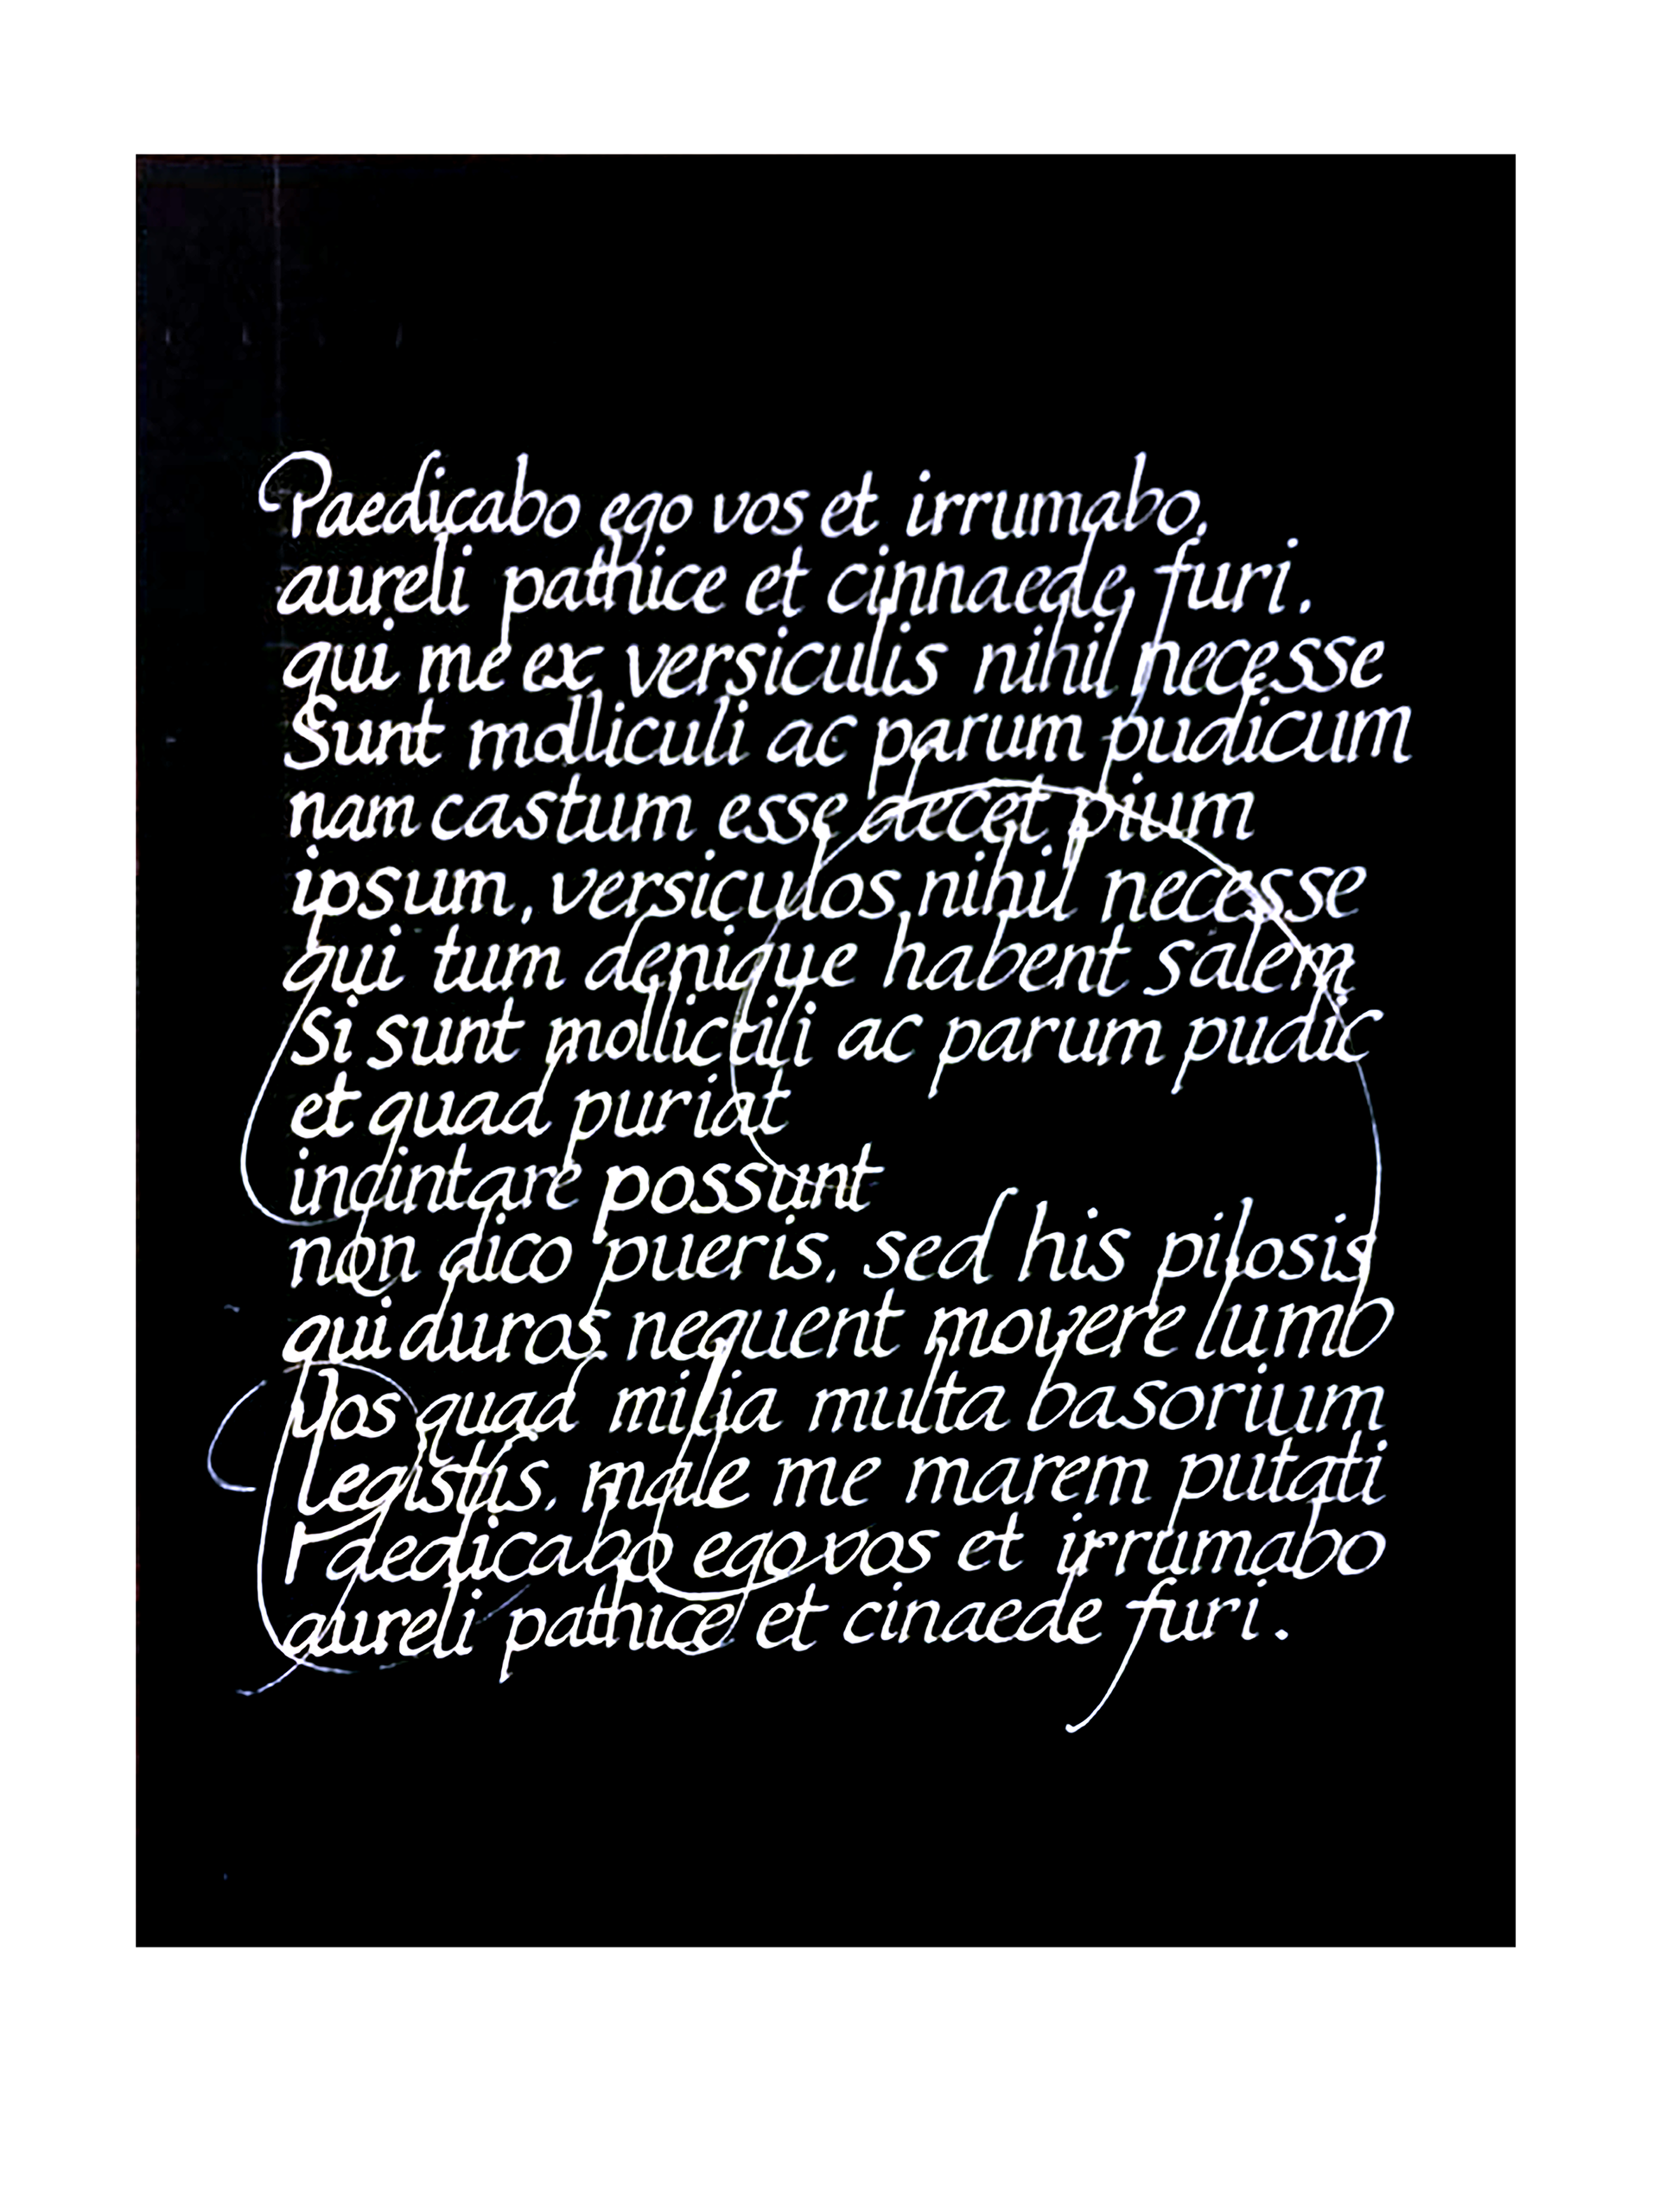 Paedicabo ego vos et irrumabo,
aureli pathice et cinnaede, furi.
qui me ex versiculis nihil necesse
Sunt molliculi ac parum pudicum
nam castum esse decet pium
ipsum, versiculos nihil necesse
qui tum denique habent salem
Si sunt molliculi ac parum pudic
et quad puriat
incintare possunt
non dico pueris, sed his pilosis
qui duros nequent movere lumb
Vos quad milia multa basorium
legistis, male me marem putati
Paedicabo ego vos et irrumabo
aureli pathice et cinaede furi.